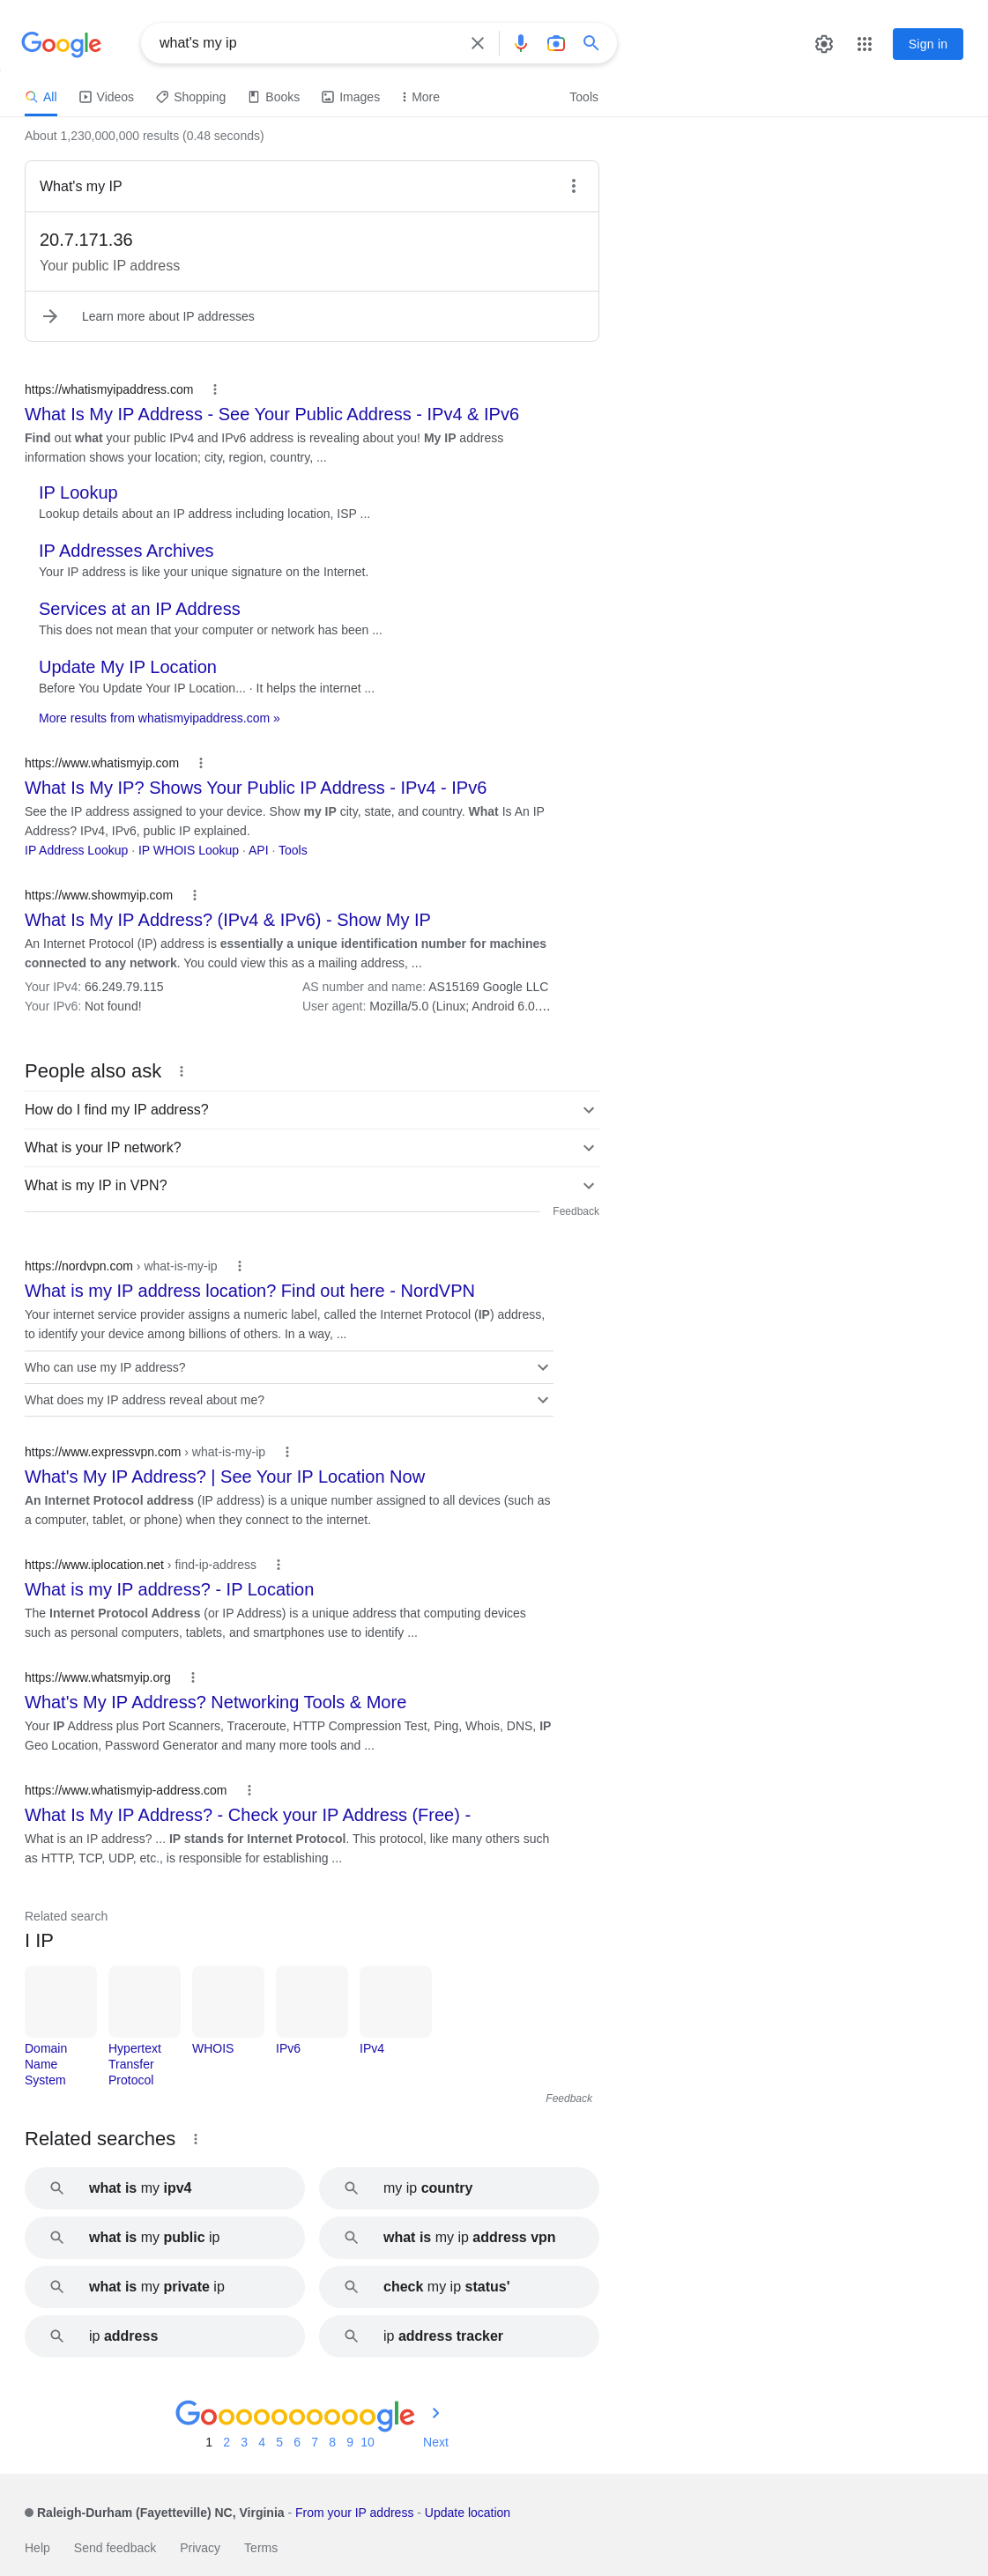 Google
what's my ip
Sign in
All
Videos
Shopping
Books
Images
More
Tools
About 1,230,000,000 results (0.48 seconds)
What's my IP
20.7.171.36
Your public IP address
Learn more about IP addresses
https://whatismyipaddress.com
What Is My IP Address - See Your Public Address - IPv4 & IPv6
Find out what your public IPv4 and IPv6 address is revealing about you! My IP address
information shows your location; city, region, country, ...
IP Lookup
Lookup details about an IP address including location, ISP ...
IP Addresses Archives
Your IP address is like your unique signature on the Internet.
Services at an IP Address
This does not mean that your computer or network has been ...
Update My IP Location
Before You Update Your IP Location... · It helps the internet ...
More results from whatismyipaddress.com »
https://www.whatismyip.com
What Is My IP? Shows Your Public IP Address - IPv4 - IPv6
See the IP address assigned to your device. Show my IP city, state, and country. What Is An IP
Address? IPv4, IPv6, public IP explained.
IP Address Lookup · IP WHOIS Lookup · API · Tools
https://www.showmyip.com
What Is My IP Address? (IPv4 & IPv6) - Show My IP
An Internet Protocol (IP) address is essentially a unique identification number for machines
connected to any network. You could view this as a mailing address, ...
Your IPv4: 66.249.79.115
AS number and name: AS15169 Google LLC
Your IPv6: Not found!
User agent: Mozilla/5.0 (Linux; Android 6.0....
People also ask
How do I find my IP address?
What is your IP network?
What is my IP in VPN?
Feedback
https://nordvpn.com › what-is-my-ip
What is my IP address location? Find out here - NordVPN
Your internet service provider assigns a numeric label, called the Internet Protocol (IP) address,
to identify your device among billions of others. In a way, ...
Who can use my IP address?
What does my IP address reveal about me?
https://www.expressvpn.com › what-is-my-ip
What's My IP Address? | See Your IP Location Now
An Internet Protocol address (IP address) is a unique number assigned to all devices (such as
a computer, tablet, or phone) when they connect to the internet.
https://www.iplocation.net › find-ip-address
What is my IP address? - IP Location
The Internet Protocol Address (or IP Address) is a unique address that computing devices
such as personal computers, tablets, and smartphones use to identify ...
https://www.whatsmyip.org
What's My IP Address? Networking Tools & More
Your IP Address plus Port Scanners, Traceroute, HTTP Compression Test, Ping, Whois, DNS, IP
Geo Location, Password Generator and many more tools and ...
https://www.whatismyip-address.com
What Is My IP Address? - Check your IP Address (Free) -
What is an IP address? ... IP stands for Internet Protocol. This protocol, like many others such
as HTTP, TCP, UDP, etc., is responsible for establishing ...
Related search
I IP
Domain
Name
System
Hypertext
Transfer
Protocol
WHOIS
IPv6
IPv4
Feedback
Related searches
what is my ipv4
my ip country
what is my public ip
what is my ip address vpn
what is my private ip
check my ip status'
ip address
ip address tracker
Goooooooooogle
1 2 3 4 5 6 7 8 9 10 Next
Raleigh-Durham (Fayetteville) NC, Virginia - From your IP address - Update location
Help
Send feedback
Privacy
Terms